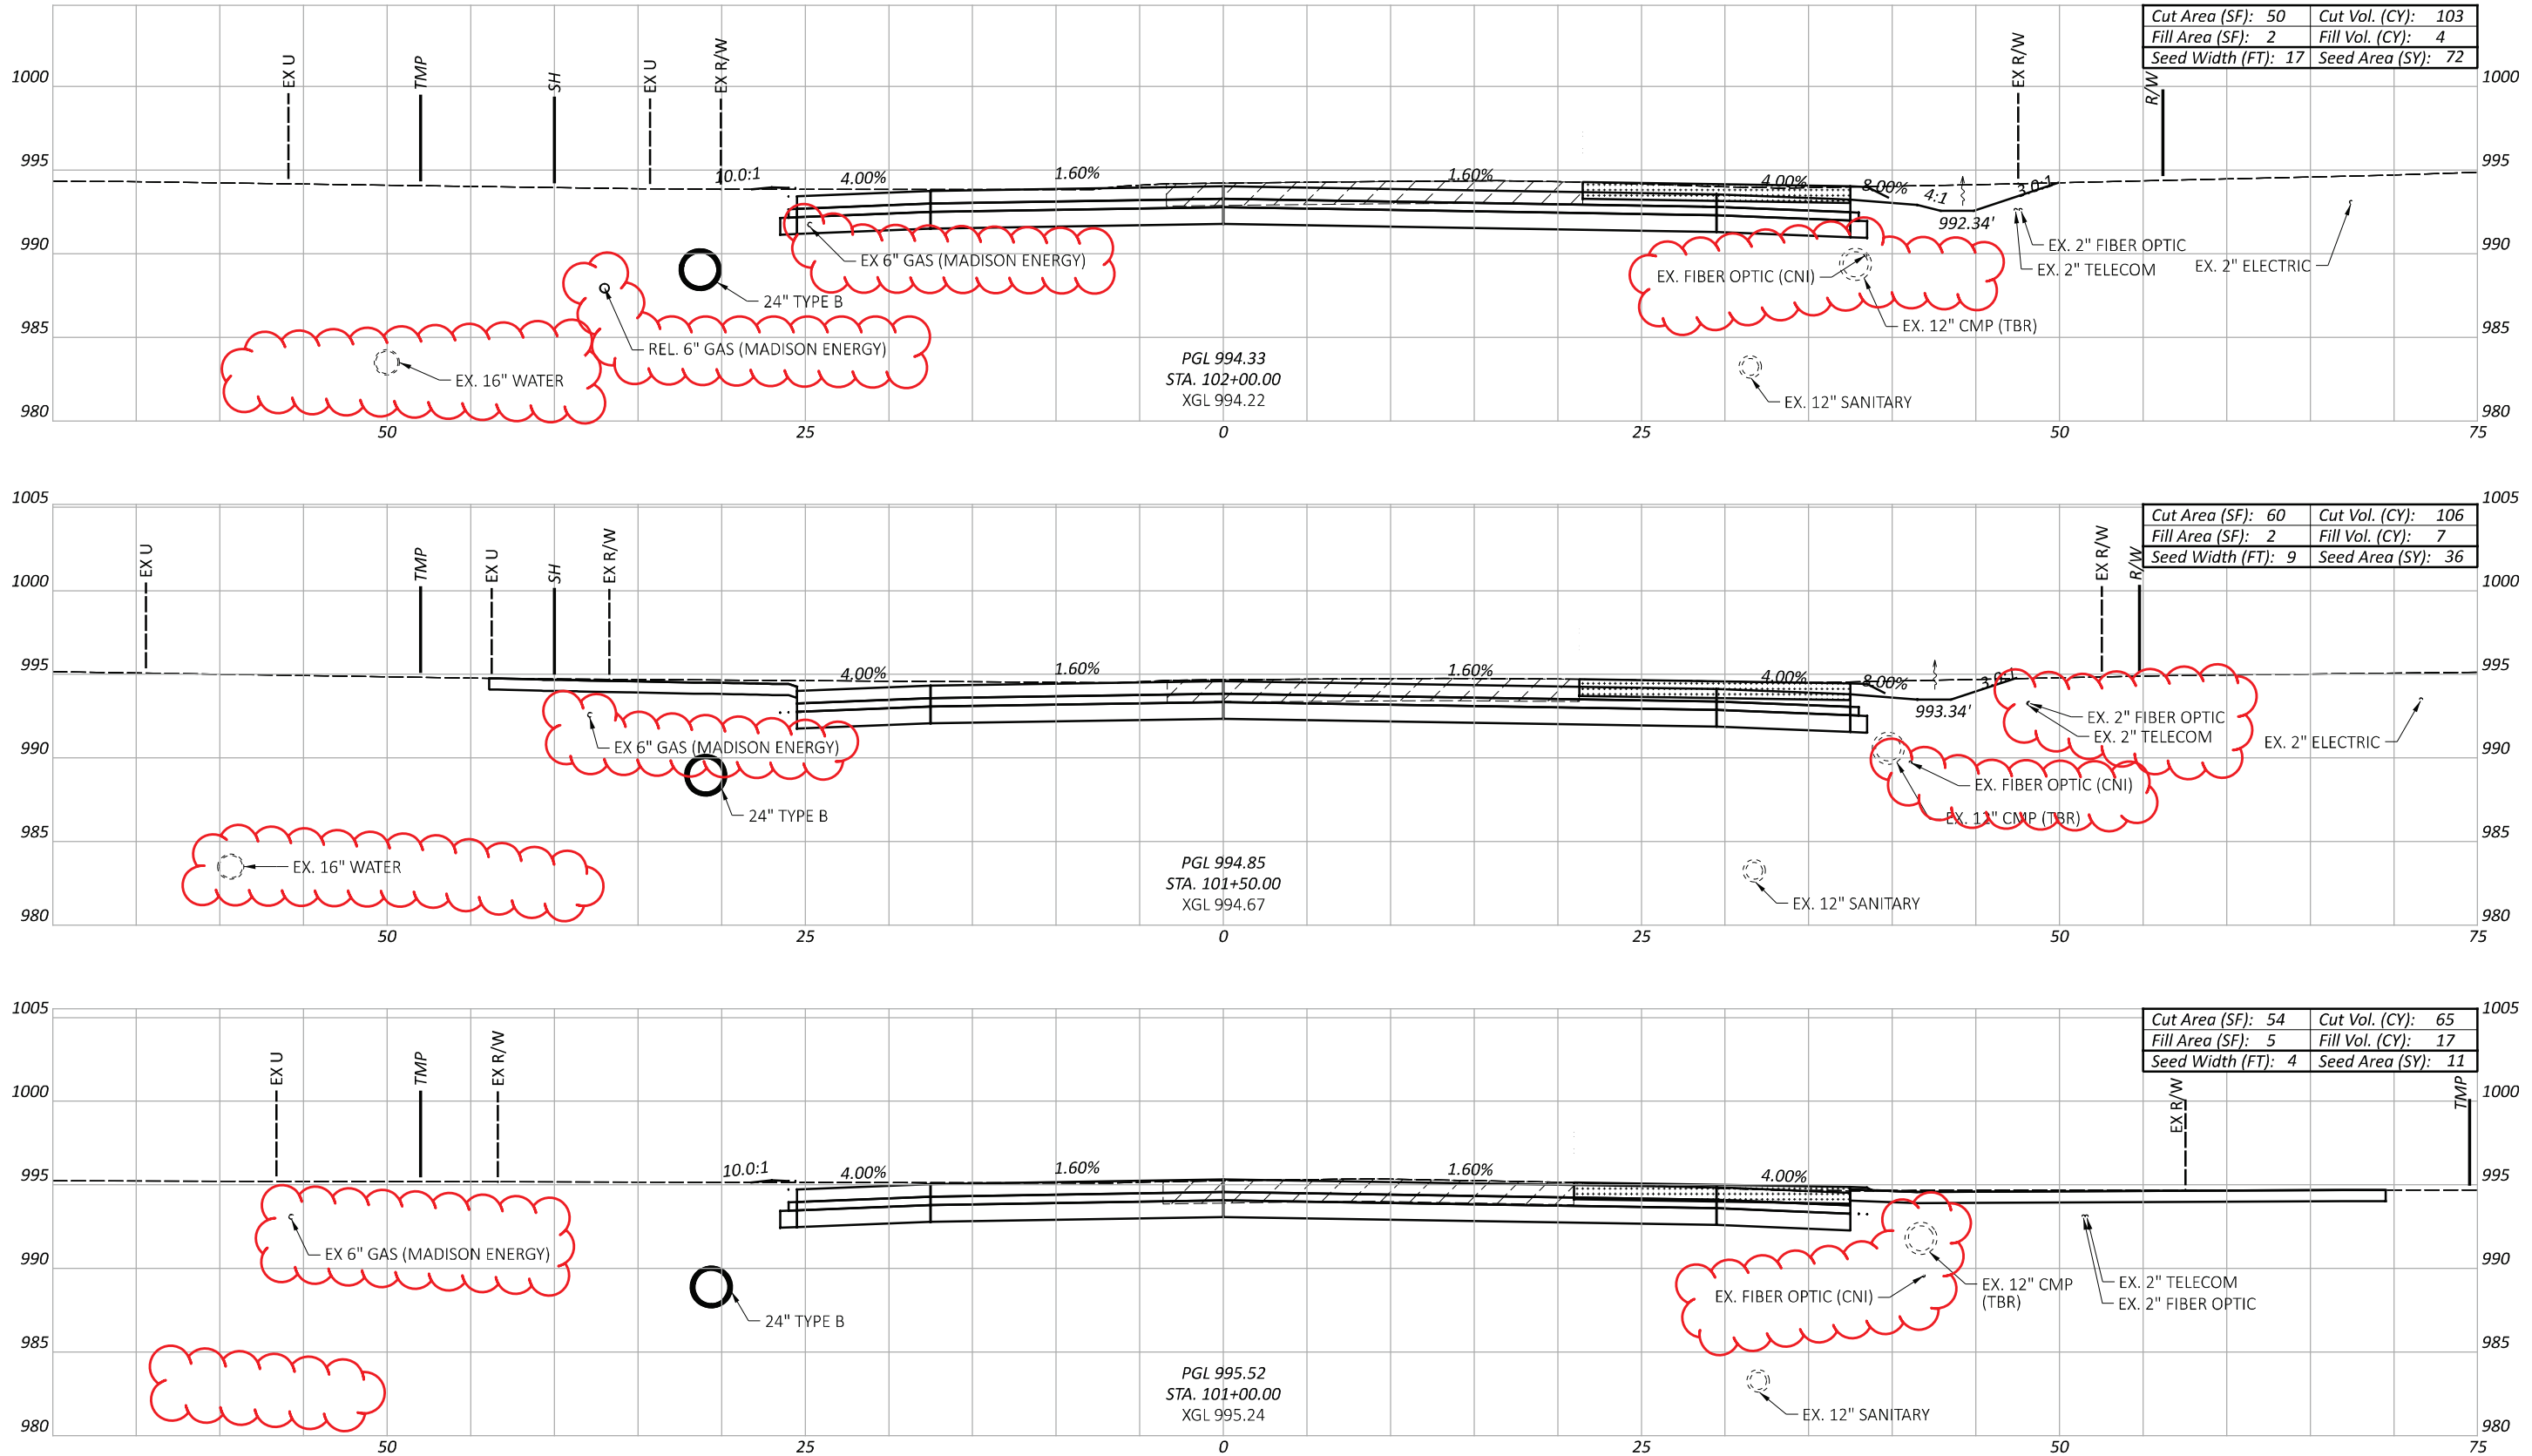 Cut Area (SF): 50 Cut Vol. (CY): 103
Fill Area (SF): 2 Fill Vol. (CY): 4
Seed Width (FT): 17 Seed Area (SY): 72
EX U
TMP
SH
EX U
EX R/W
EX R/W
R/W
1000 1000
995 995
10.0:1 4.00% 1.60% 1.60% 4.00% 8.00% 4:1 3.0:1
992.34'
990 990
EX 6" GAS (MADISON ENERGY)
EX. FIBER OPTIC (CNI)
EX. 2" FIBER OPTIC
EX. 2" TELECOM
EX. 2" ELECTRIC
24" TYPE B
985 985
EX. 12" CMP (TBR)
REL. 6" GAS (MADISON ENERGY)
EX. 16" WATER
PGL 994.33
STA. 102+00.00
XGL 994.22
EX. 12" SANITARY
980 980
50 25 0 25 50 75
1005 1005
Cut Area (SF): 60 Cut Vol. (CY): 106
Fill Area (SF): 2 Fill Vol. (CY): 7
Seed Width (FT): 9 Seed Area (SY): 36
EX U
TMP
EX U
SH
EX R/W
EX R/W
R/W
1000 1000
995 995
4.00% 1.60% 1.60% 4.00% 8.00% 3.0:1
993.34'
EX. 2" FIBER OPTIC
EX. 2" TELECOM
EX. 2" ELECTRIC
EX 6" GAS (MADISON ENERGY)
990 990
EX. FIBER OPTIC (CNI)
24" TYPE B
EX. 12" CMP (TBR)
985 985
EX. 16" WATER
PGL 994.85
STA. 101+50.00
XGL 994.67
EX. 12" SANITARY
980 980
50 25 0 25 50 75
1005 1005
Cut Area (SF): 54 Cut Vol. (CY): 65
Fill Area (SF): 5 Fill Vol. (CY): 17
Seed Width (FT): 4 Seed Area (SY): 11
EX U
TMP
EX R/W
EX R/W
TMP
1000 1000
995 995
10.0:1 4.00% 1.60% 1.60% 4.00%
EX 6" GAS (MADISON ENERGY)
990 990
EX. FIBER OPTIC (CNI)
EX. 12" CMP
(TBR)
EX. 2" TELECOM
EX. 2" FIBER OPTIC
24" TYPE B
985 985
PGL 995.52
STA. 101+00.00
XGL 995.24
EX. 12" SANITARY
980 980
50 25 0 25 50 75